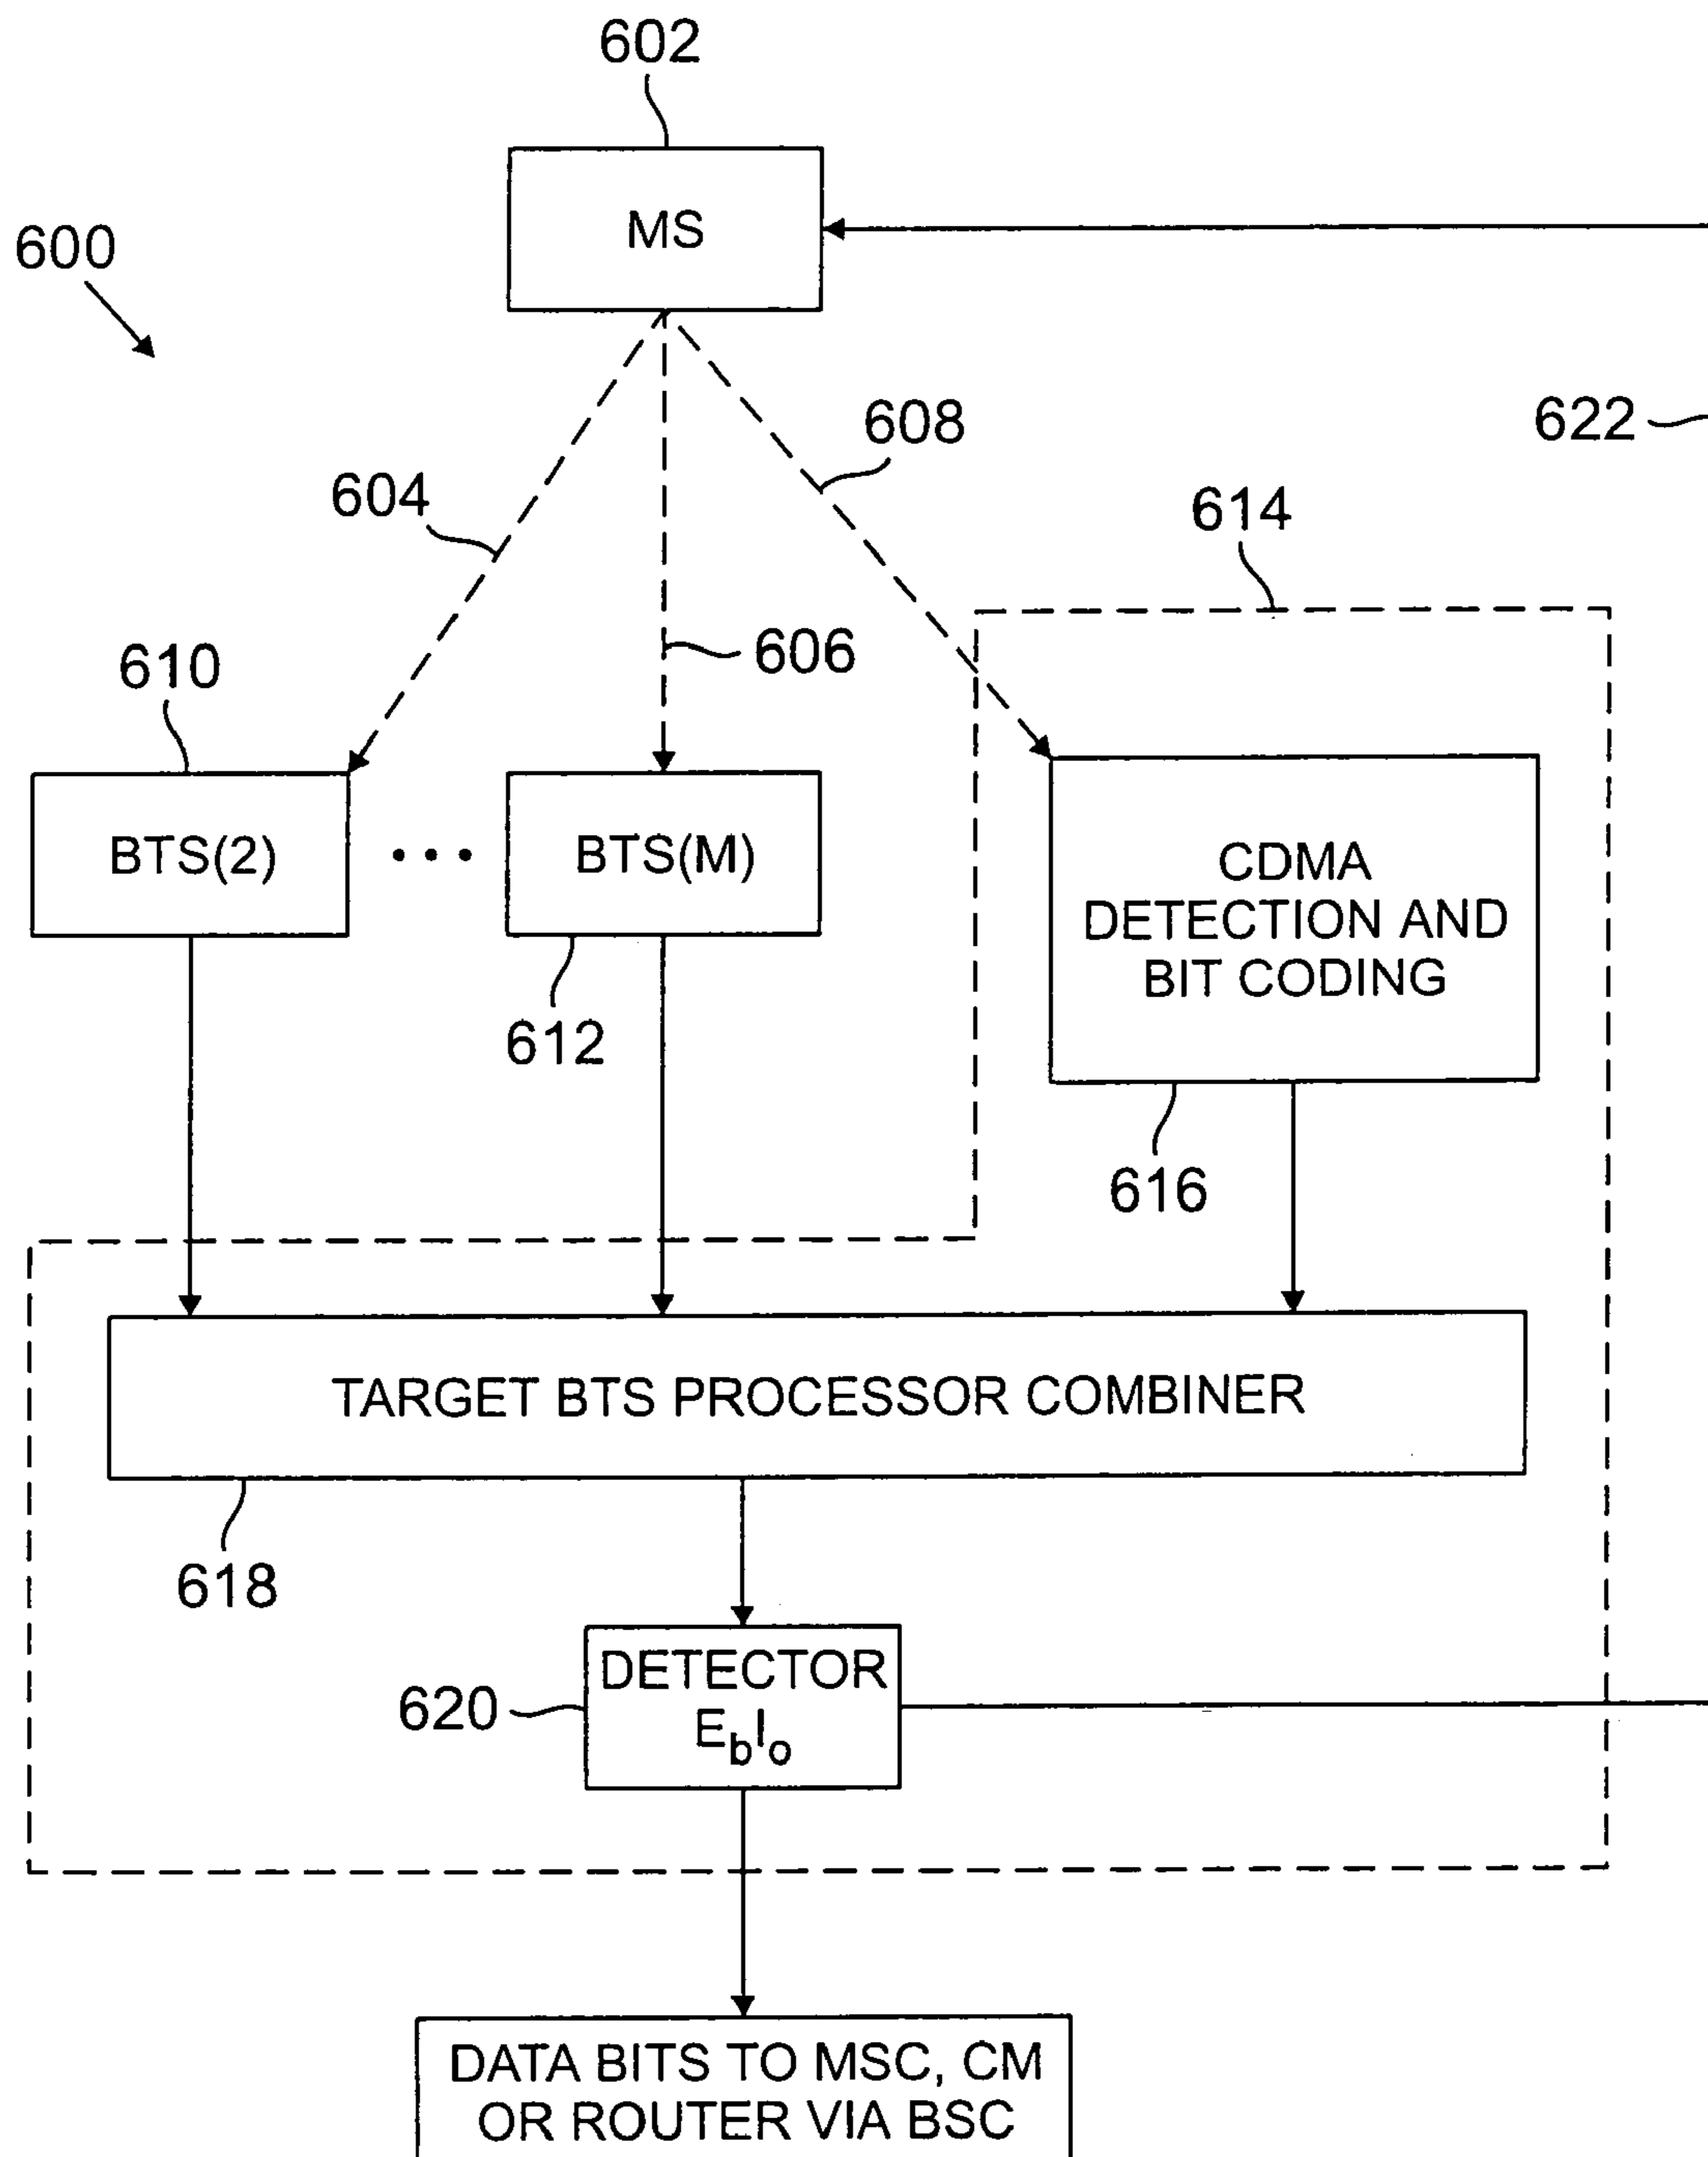 602
MS
600
608
622
604
614
606
610
BTS(2)
• • •
BTS(M)
CDMA
DETECTION AND
BIT CODING
612
616
TARGET BTS PROCESSOR COMBINER
618
DETECTOR
EbIo
620
DATA BITS TO MSC, CM
OR ROUTER VIA BSC